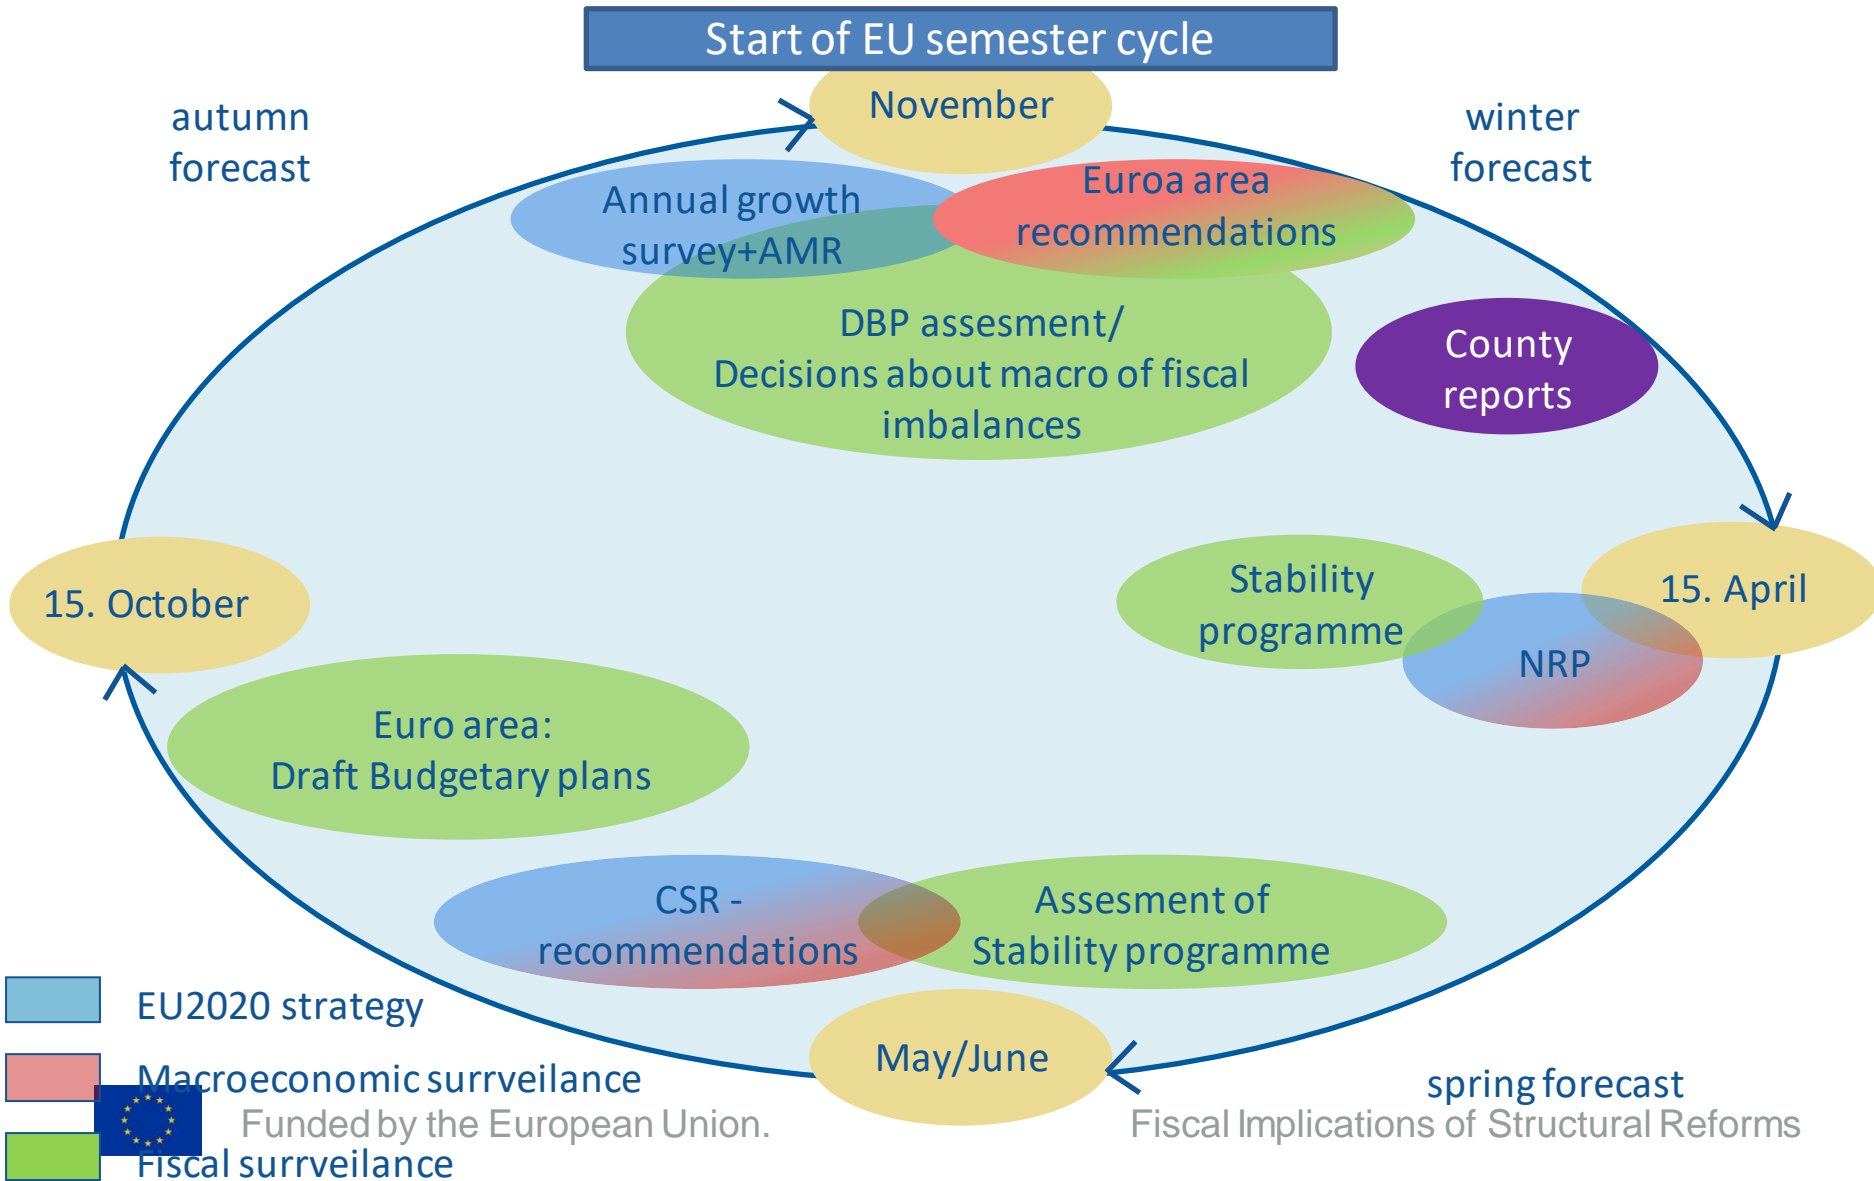 Start of EU semester cycle
November
autumn
forecast
winter
forecast
Annual growth
survey+AMR
Euroa area
recommendations
DBP assesment/
Decisions about macro of fiscal
imbalances
County
reports
15. October
Stability
programme
15. April
NRP
Euro area:
Draft Budgetary plans
CSR -
recommendations
Assesment of
Stability programme
May/June
spring forecast
EU2020 strategy
Macroeconomic surrveilance
Fiscal surrveilance
Funded by the European Union.
Fiscal Implications of Structural Reforms